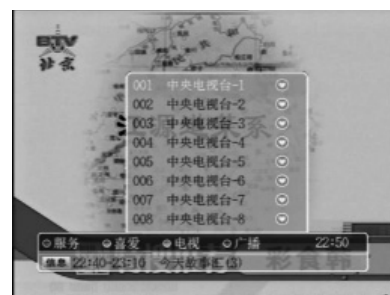 BTV
北京
001 中央电视台-1
002 中央电视台-2
003 中央电视台-3
004 中央电视台-4
005 中央电视台-5
006 中央电视台-6
007 中央电视台-7
008 中央电视台-8
服务 喜爱 电视 广播 22:50
信息 22:40-23:10 今天故事汇(3)